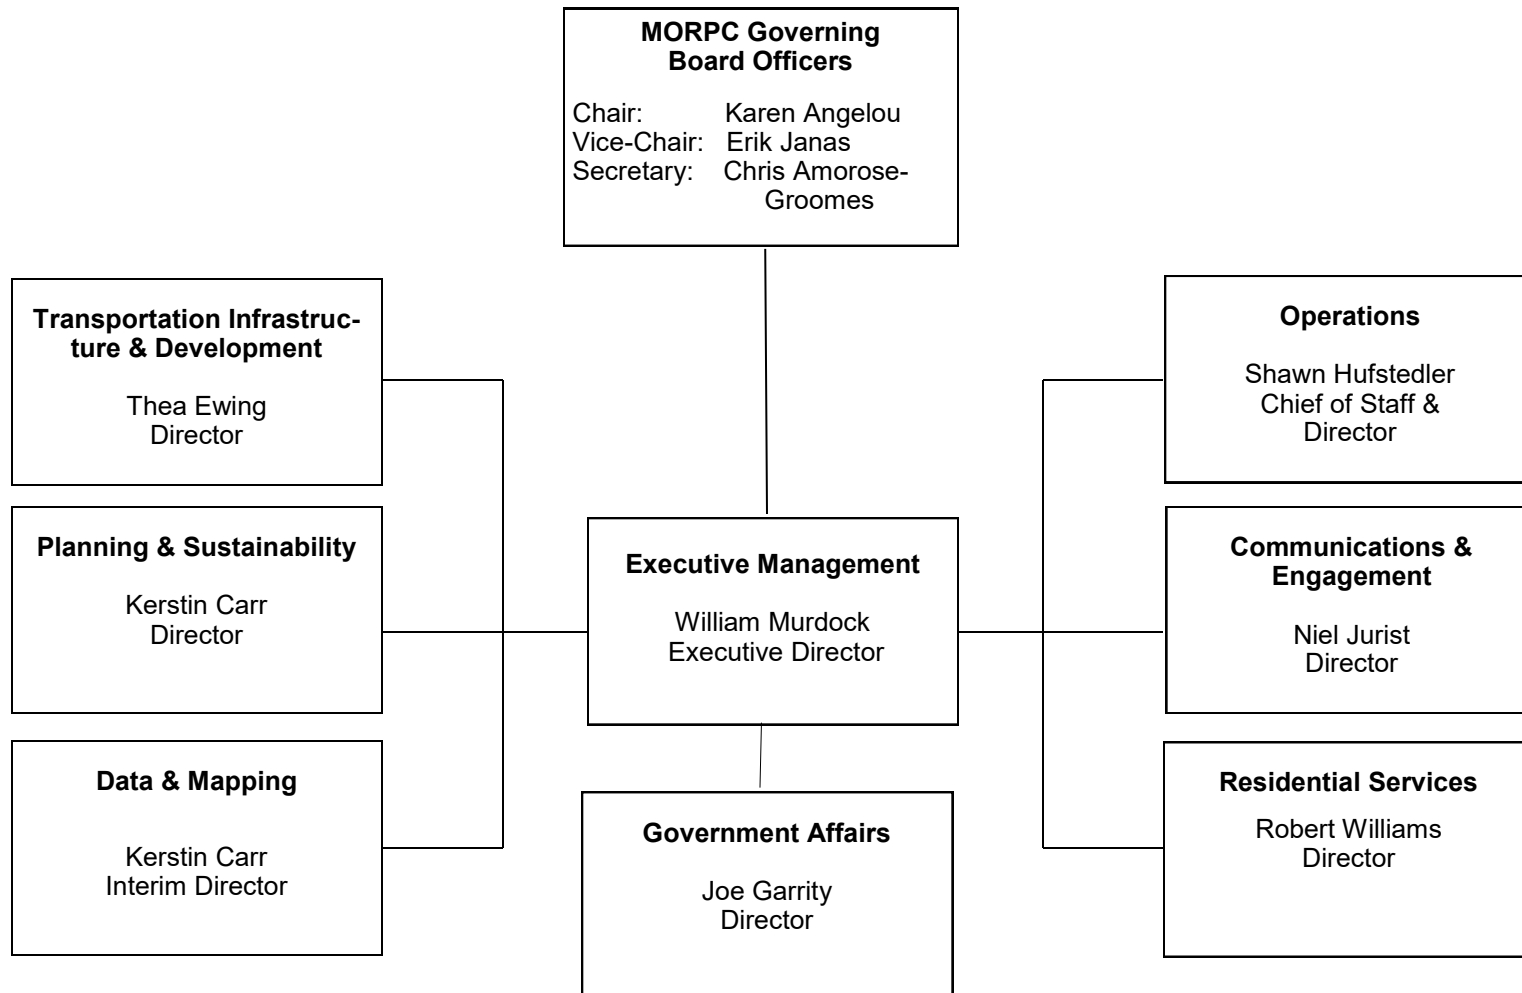 MORPC Governing
Board Officers
Chair: Karen Angelou
Vice-Chair: Erik Janas
Secretary: Chris Amorose-
Groomes
Transportation Infrastruc-
ture & Development
Thea Ewing
Director
Operations
Shawn Hufstedler
Chief of Staff &
Director
Planning & Sustainability
Kerstin Carr
Director
Executive Management
William Murdock
Executive Director
Communications &
Engagement
Niel Jurist
Director
Data & Mapping
Kerstin Carr
Interim Director
Government Affairs
Joe Garrity
Director
Residential Services
Robert Williams
Director